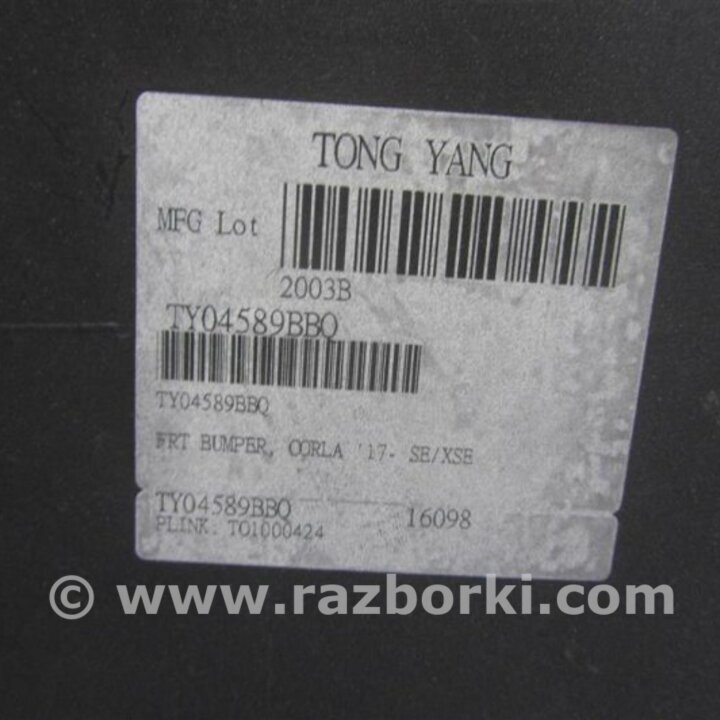 TONG YANG
MFG Lot
2003B
TY04589BBQ
TY04589BBQ
FRT BUMPER, CORLA '17- SE/XSE
TY04589BBQ 16098
PLINK: TO1000424
© www.razborki.com